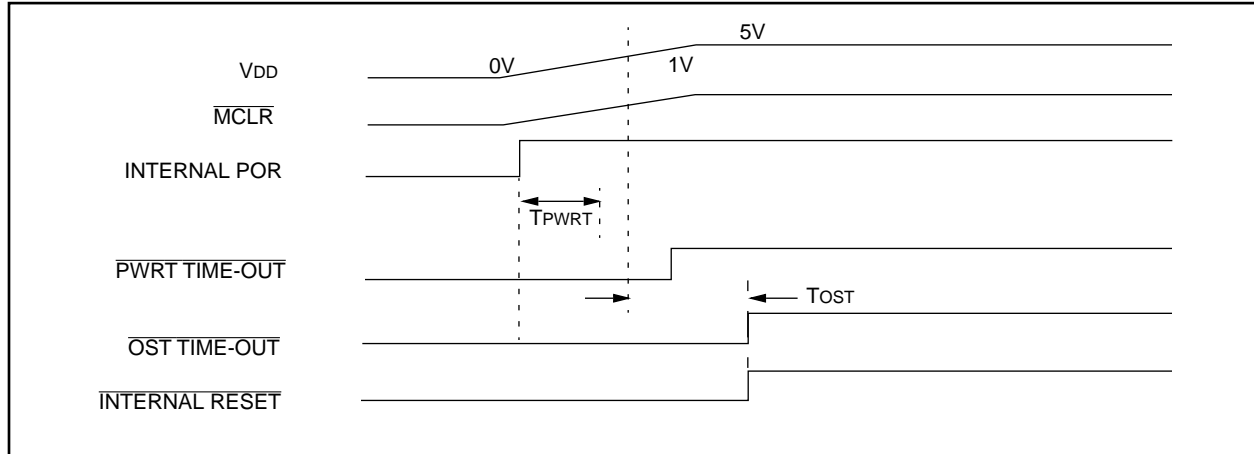 5V
VDD
0V
1V
MCLR
INTERNAL POR
TPWRT
PWRT TIME-OUT
TOST
OST TIME-OUT
INTERNAL RESET